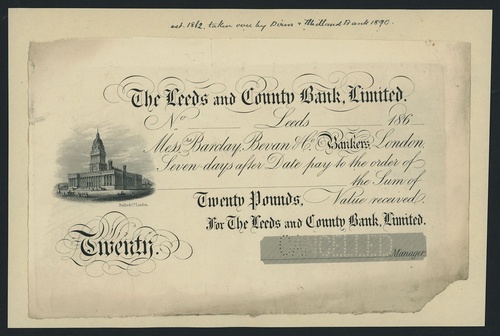 est. 1862, taken over by Birm & Midland Bank 1890.
The Leeds and County Bank, Limited.
No Leeds 186
Messrs Barclay, Bevan & Co. Bankers London,
Seven days after Date pay to the order of
the Sum of
Twenty Pounds, Value received.
For The Leeds and County Bank, Limited.
Twenty.
CANCELLED
Manager